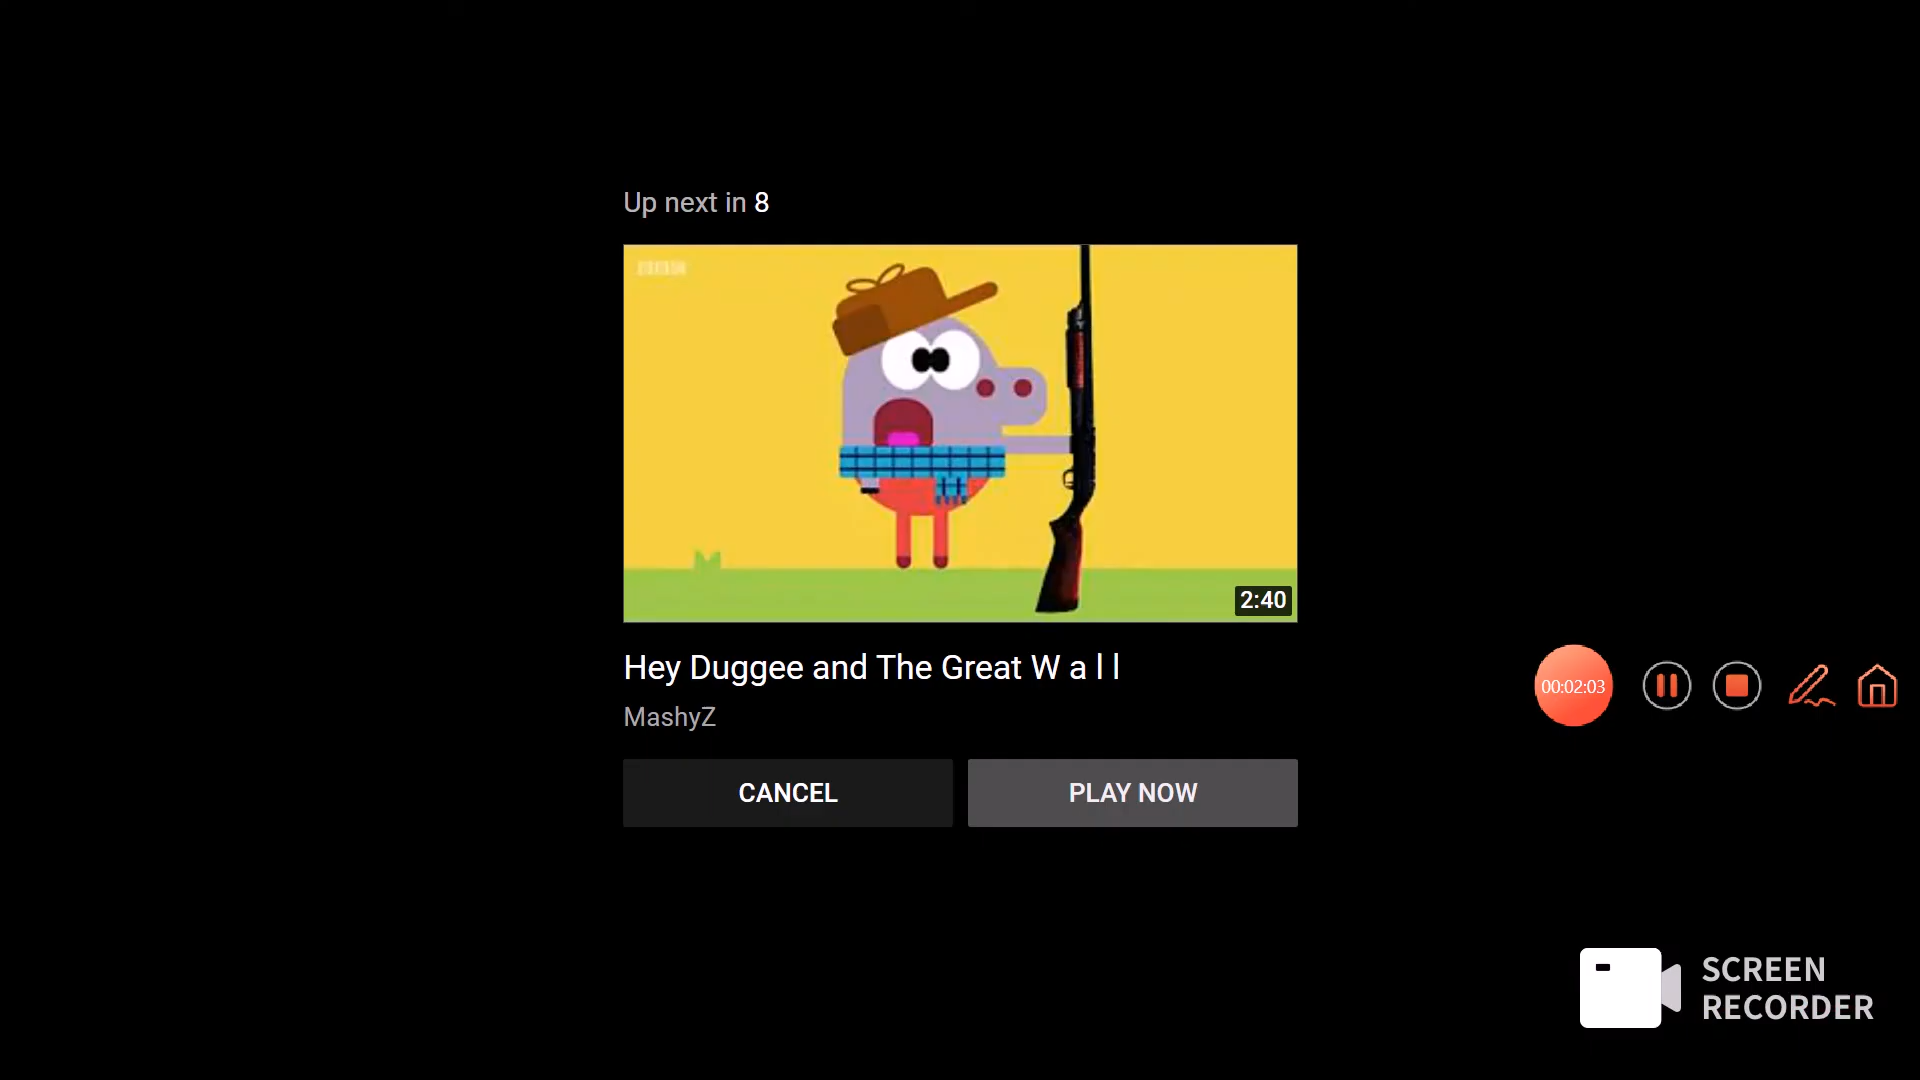 Up next in 8
2:40
Hey Duggee and The Great W a l l
MashyZ
00:02:03
CANCEL
PLAY NOW
SCREEN
RECORDER